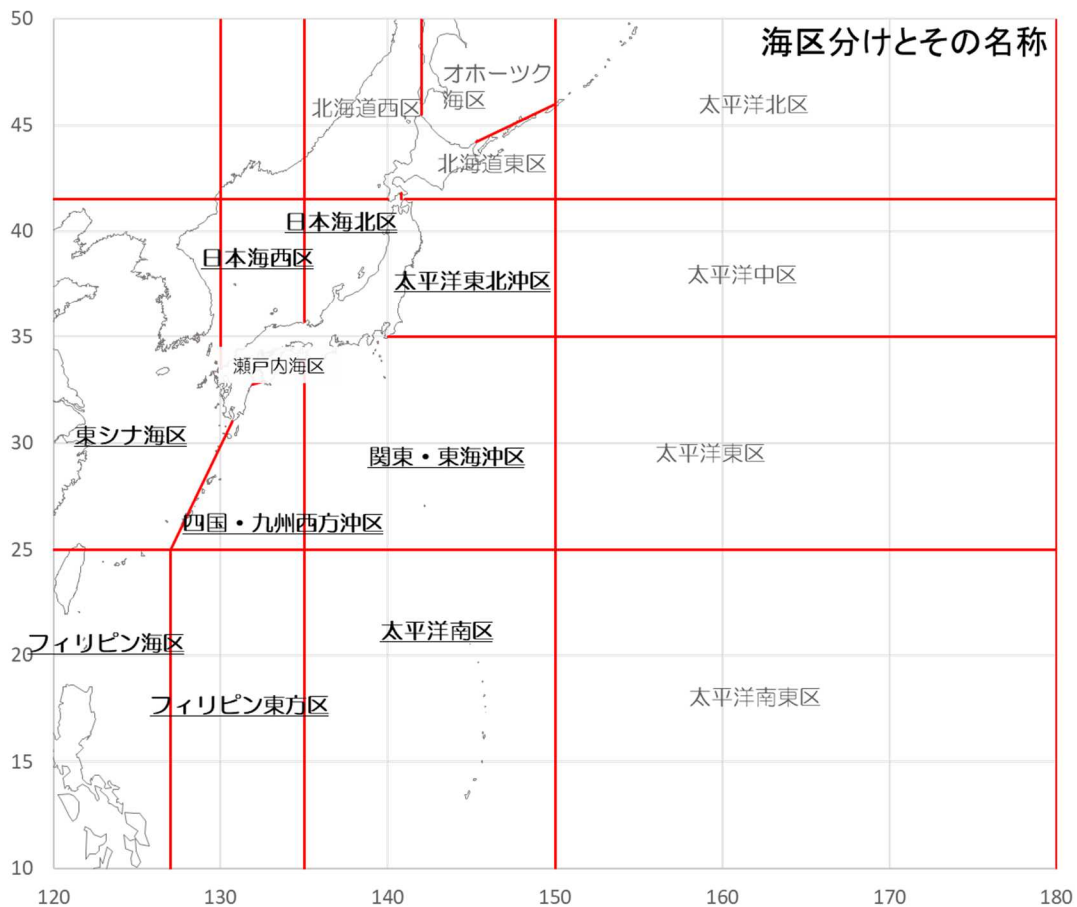 海区分けとその名称
50
オホーツク
海区
北海道西区
太平洋北区
45
北海道東区
日本海北区
40
日本海西区
太平洋東北沖区
太平洋中区
35
瀬戸内海区
東シナ海区
30
関東・東海沖区
太平洋東区
四国・九州西方沖区
25
フィリピン海区
太平洋南区
20
フィリピン東方区
太平洋南東区
15
10
120
130
140
150
160
170
180